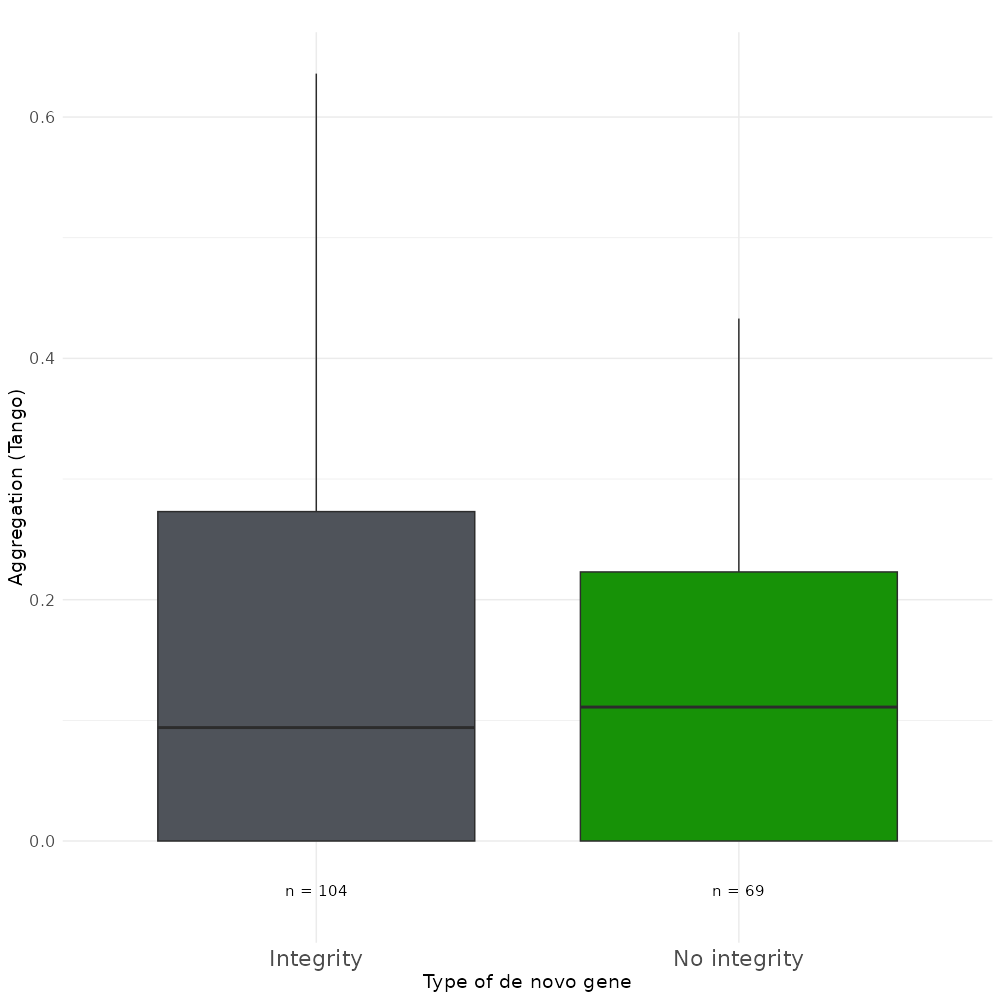 0.6
0.4
0.2
0.0
Aggregation (Tango)
n = 104
n = 69
Integrity
No integrity
Type of de novo gene